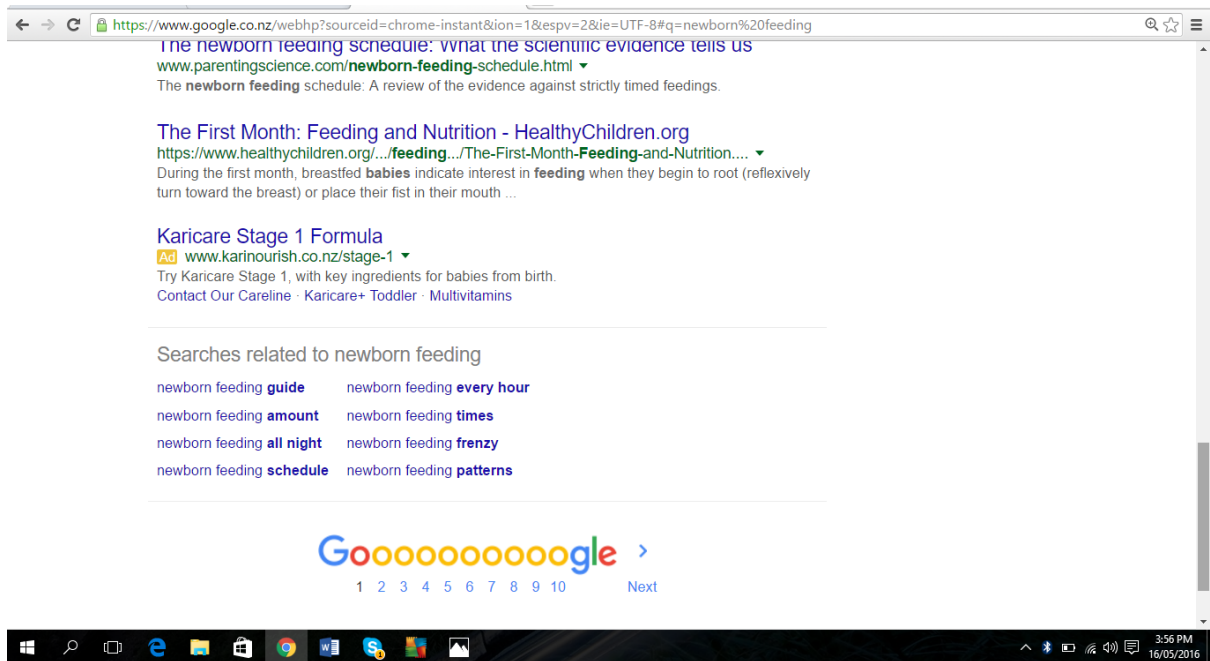 https://www.google.co.nz/webhp?sourceid=chrome-instant&ion=1&espv=2&ie=UTF-8#q=newborn%20feeding
The newborn feeding schedule: What the scientific evidence tells us
www.parentingscience.com/newborn-feeding-schedule.html
The newborn feeding schedule: A review of the evidence against strictly timed feedings.
The First Month: Feeding and Nutrition - HealthyChildren.org
https://www.healthychildren.org/.../feeding.../The-First-Month-Feeding-and-Nutrition....
During the first month, breastfed babies indicate interest in feeding when they begin to root (reflexively
turn toward the breast) or place their fist in their mouth ...
Karicare Stage 1 Formula
Ad www.karinourish.co.nz/stage-1
Try Karicare Stage 1, with key ingredients for babies from birth.
Contact Our Careline · Karicare+ Toddler · Multivitamins
Searches related to newborn feeding
newborn feeding guide newborn feeding every hour
newborn feeding amount newborn feeding times
newborn feeding all night newborn feeding frenzy
newborn feeding schedule newborn feeding patterns
Goooooooooogle
1 2 3 4 5 6 7 8 9 10 Next
3:56 PM
16/05/2016